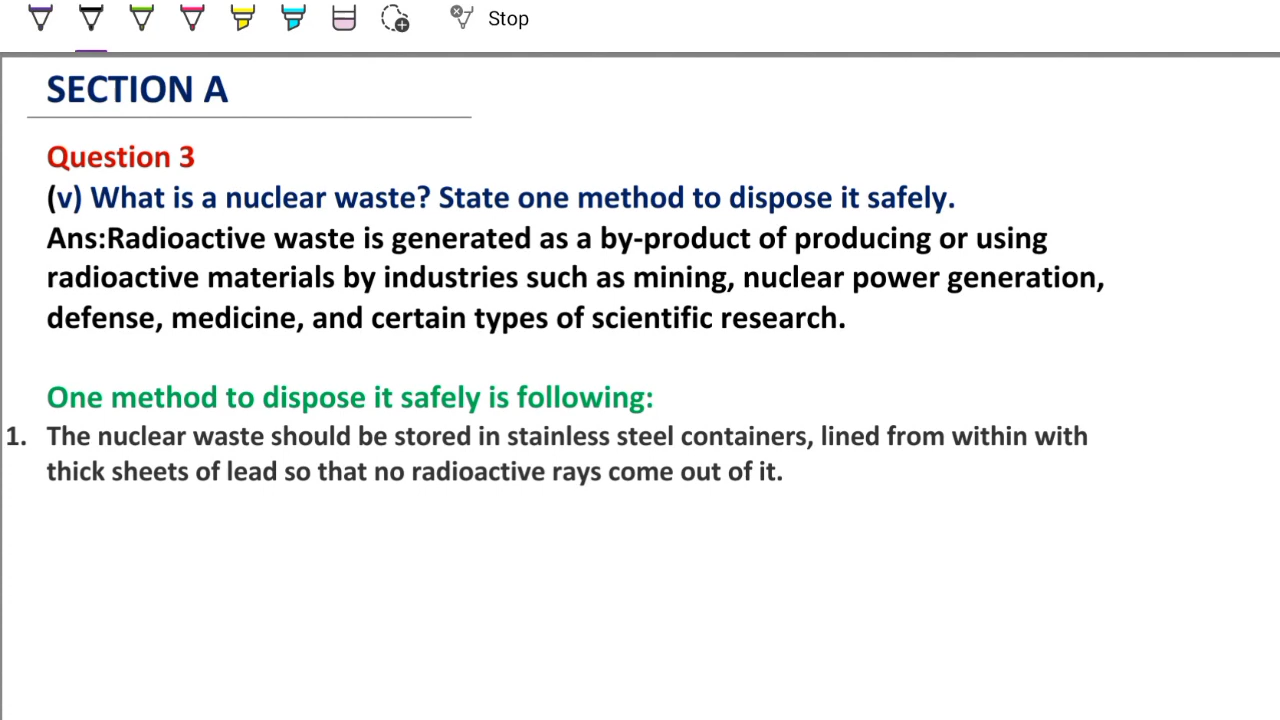 Stop
SECTION A
Question 3
(v) What is a nuclear waste? State one method to dispose it safely.
Ans:Radioactive waste is generated as a by-product of producing or using
radioactive materials by industries such as mining, nuclear power generation,
defense, medicine, and certain types of scientific research.
One method to dispose it safely is following:
1. The nuclear waste should be stored in stainless steel containers, lined from within with
thick sheets of lead so that no radioactive rays come out of it.